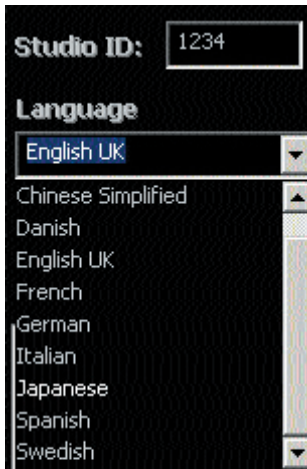 Studio ID: 1234
Language
English UK
Chinese Simplified
Danish
English UK
French
German
Italian
Japanese
Spanish
Swedish